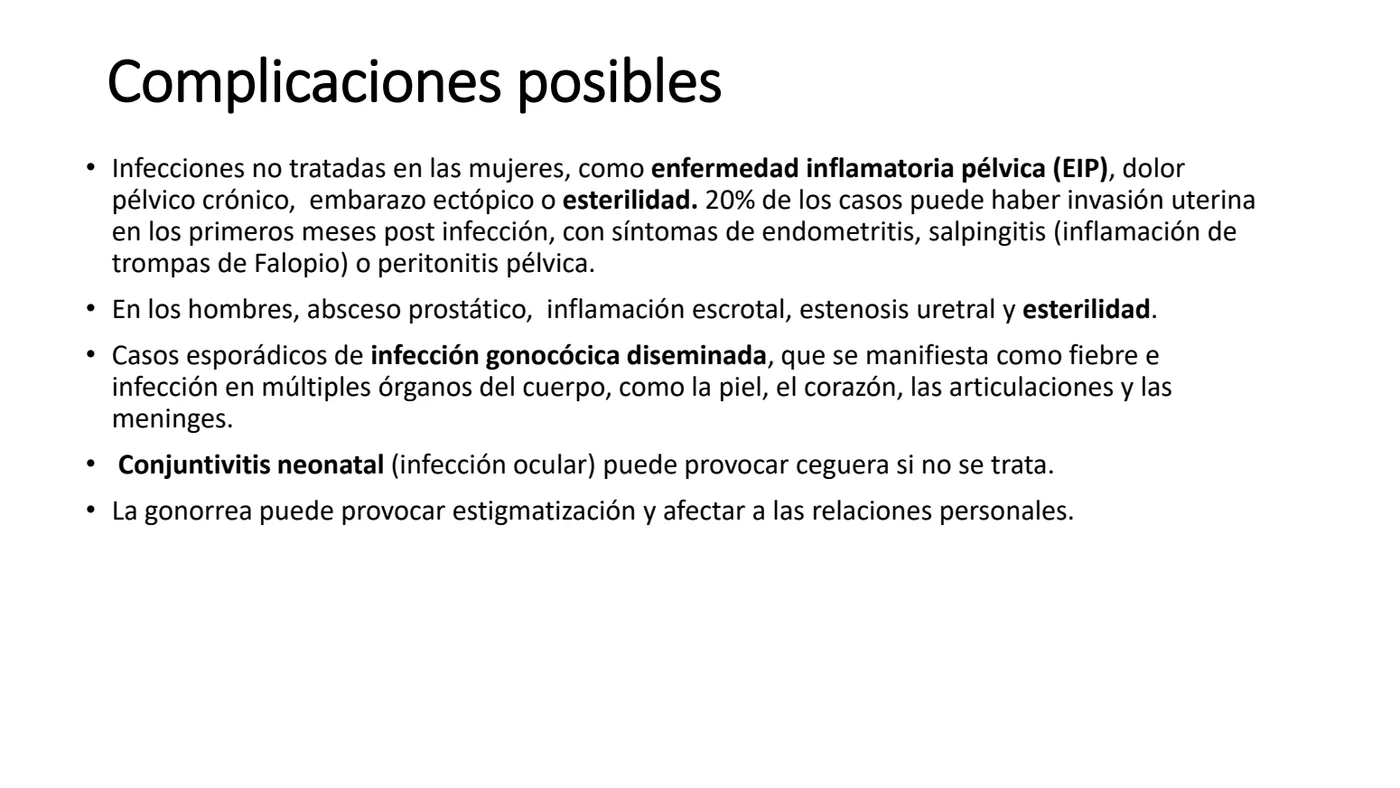 Complicaciones posibles
• Infecciones no tratadas en las mujeres, como enfermedad inflamatoria pélvica (EIP), dolor
pélvico crónico,  embarazo ectópico o esterilidad. 20% de los casos puede haber invasión uterina
en los primeros meses post infección, con síntomas de endometritis, salpingitis (inflamación de
trompas de Falopio) o peritonitis pélvica.
• En los hombres, absceso prostático,  inflamación escrotal, estenosis uretral y esterilidad.
• Casos esporádicos de infección gonocócica diseminada, que se manifiesta como fiebre e
infección en múltiples órganos del cuerpo, como la piel, el corazón, las articulaciones y las
meninges.
• Conjuntivitis neonatal (infección ocular) puede provocar ceguera si no se trata.
• La gonorrea puede provocar estigmatización y afectar a las relaciones personales.